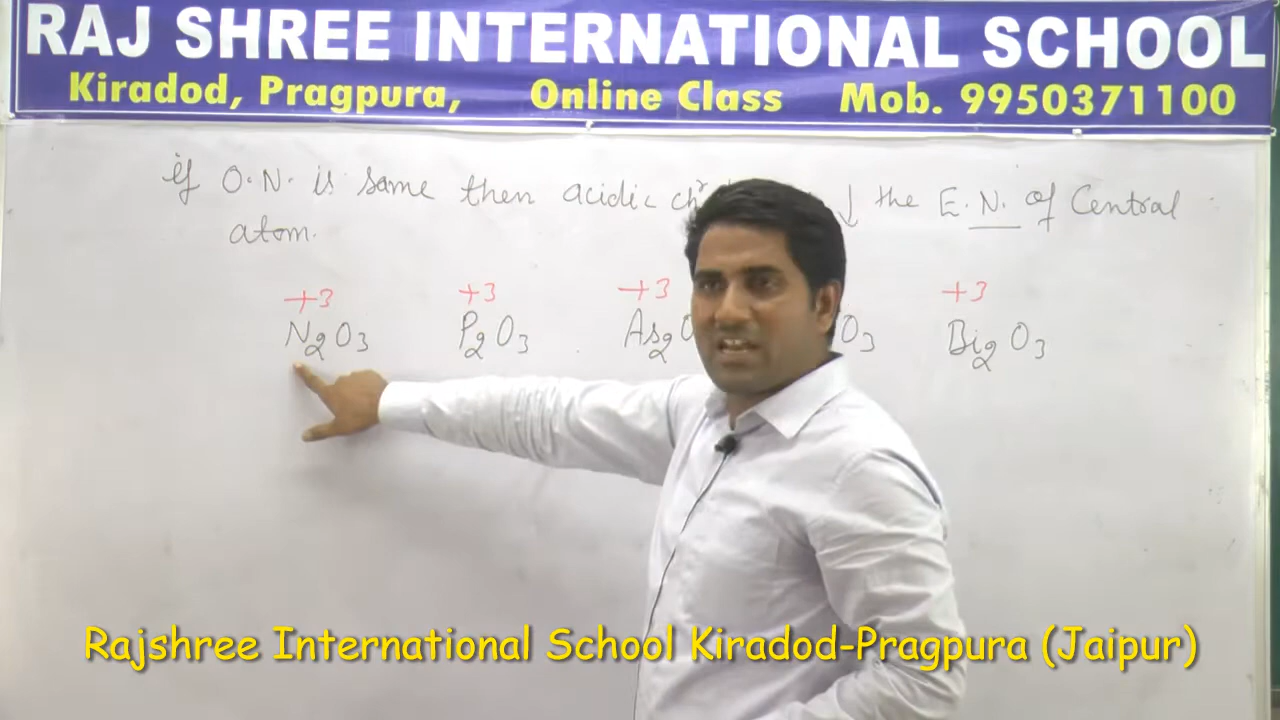 RAJ SHREE INTERNATIONAL SCHOOL
Kiradod, Pragpura, Online Class Mob. 9950371100
if O.N. is same then acidic ↓ the E.N. of Central
atom.
+3 +3 +3 +3
N₂O₃ P₂O₃ As₂O O₃ Bi₂O₃
Rajshree International School Kiradod-Pragpura (Jaipur)